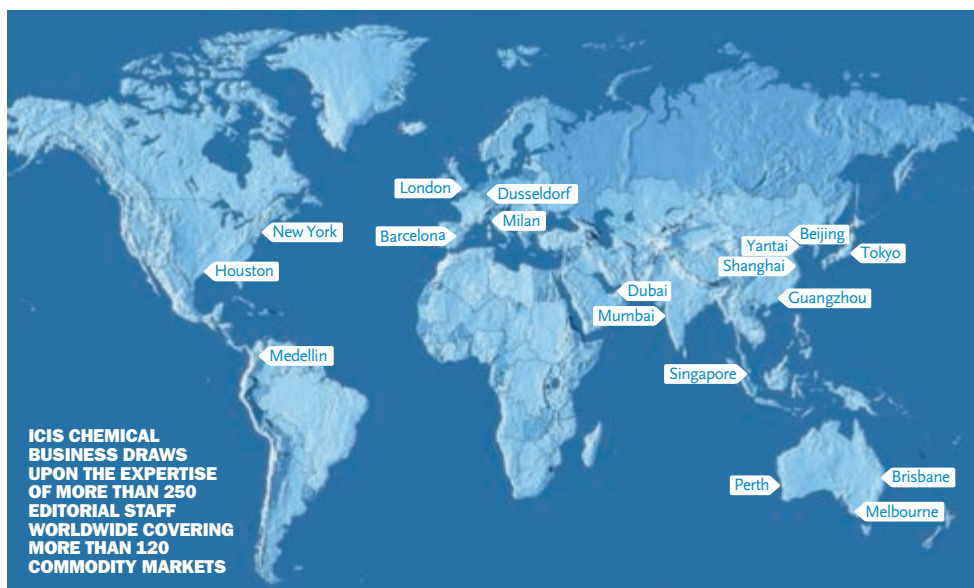 London
Dusseldorf
Milan
Barcelona
New York
Houston
Beijing
Yantai
Tokyo
Shanghai
Dubai
Guangzhou
Mumbai
Medellin
Singapore
Perth
Brisbane
Melbourne
ICIS CHEMICAL
BUSINESS DRAWS
UPON THE EXPERTISE
OF MORE THAN 250
EDITORIAL STAFF
WORLDWIDE COVERING
MORE THAN 120
COMMODITY MARKETS